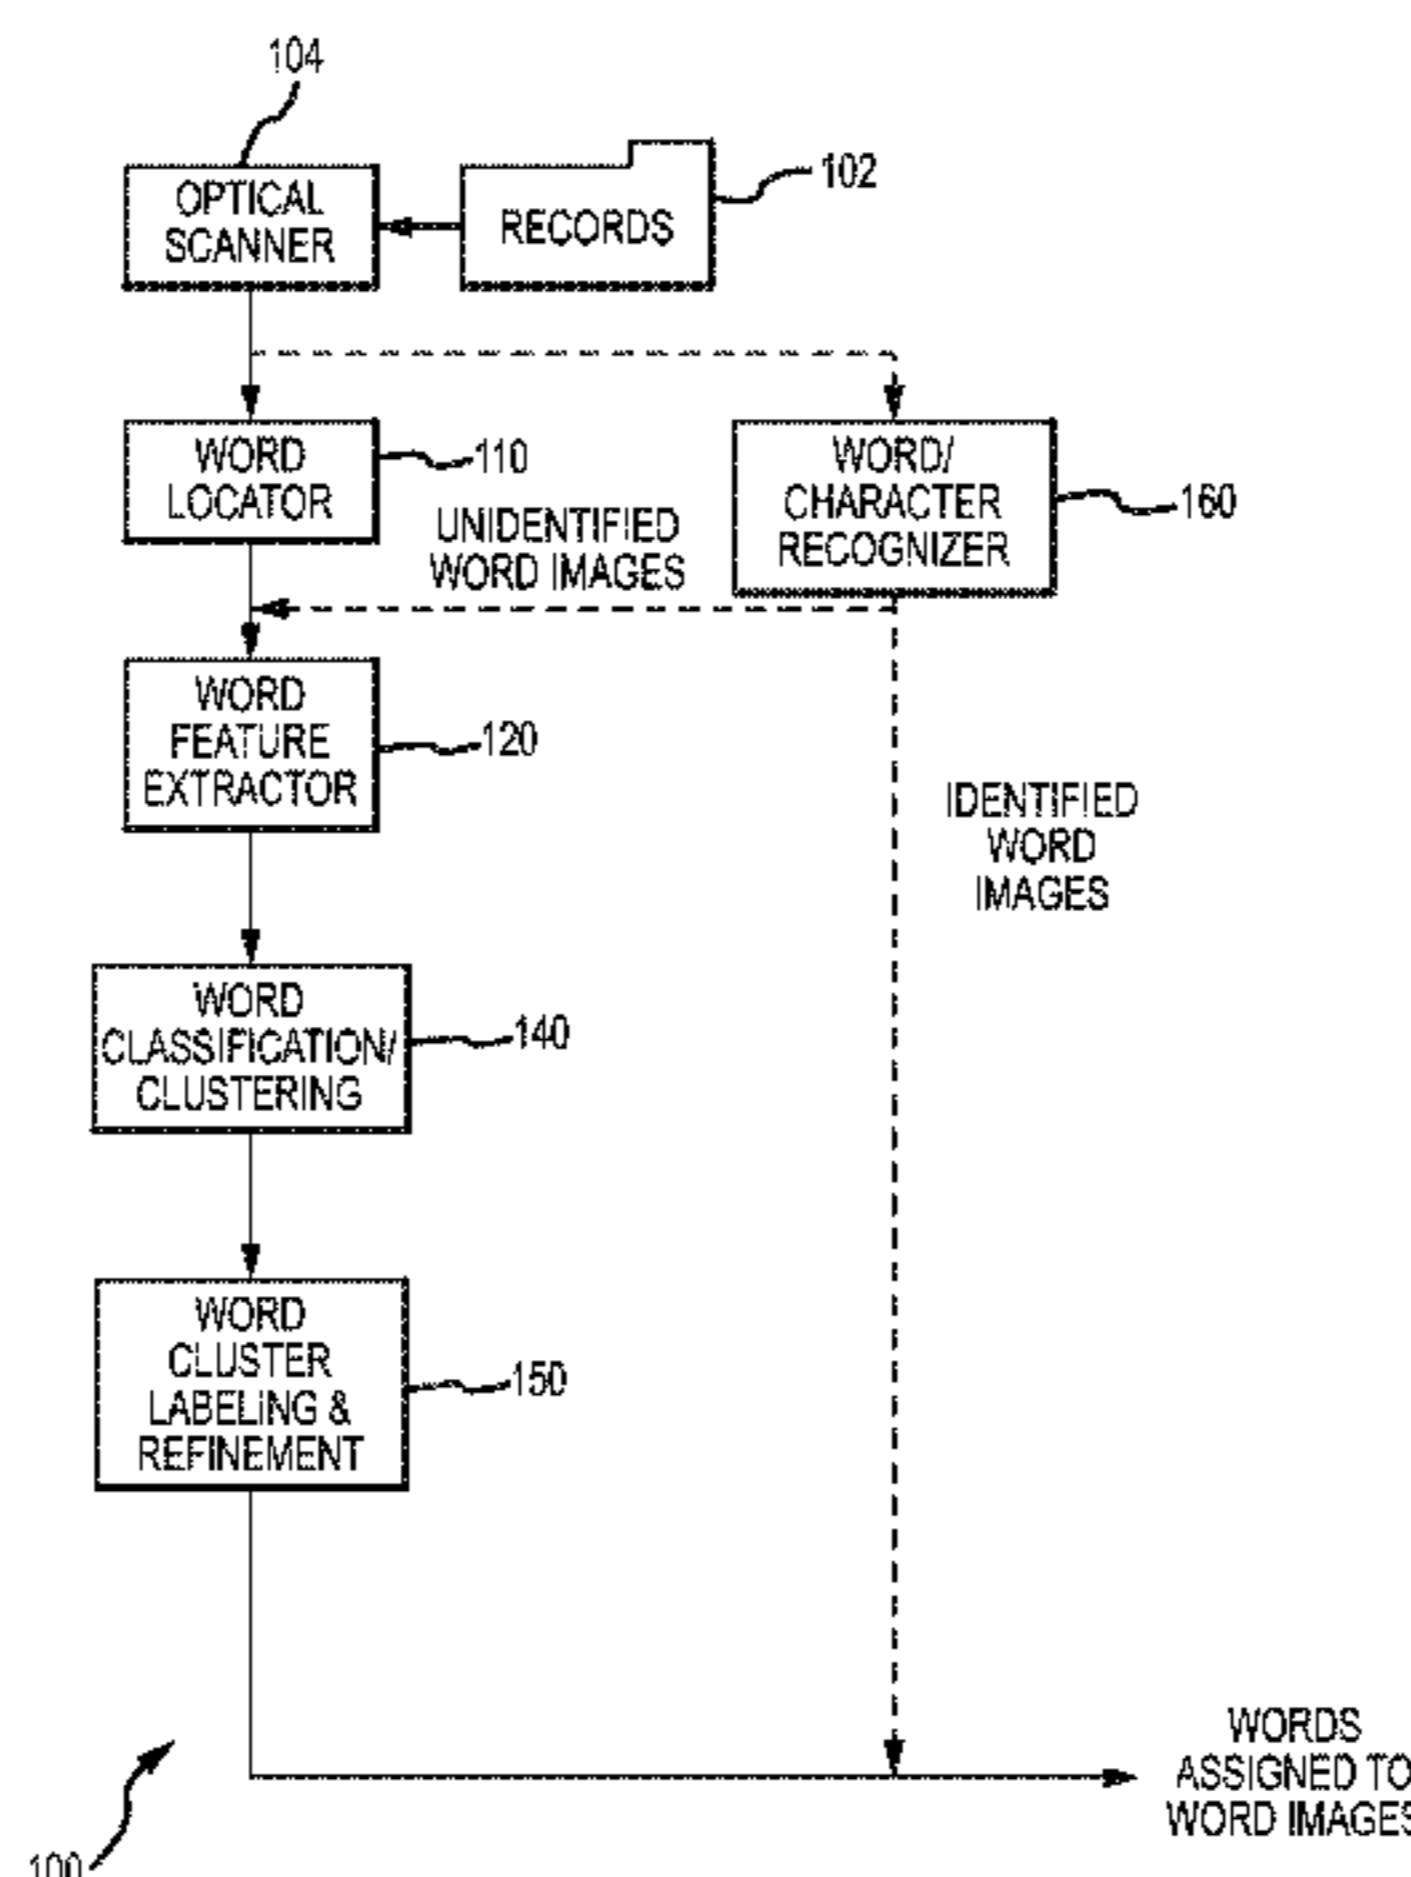 104
OPTICAL
SCANNER
RECORDS
102
WORD
LOCATOR
110
WORD/
CHARACTER
RECOGNIZER
160
UNIDENTIFIED
WORD IMAGES
WORD
FEATURE
EXTRACTOR
120
IDENTIFIED
WORD
IMAGES
WORD
CLASSIFICATION/
CLUSTERING
140
WORD
CLUSTER
LABELING &
REFINEMENT
150
WORDS
ASSIGNED TO
WORD IMAGES
100